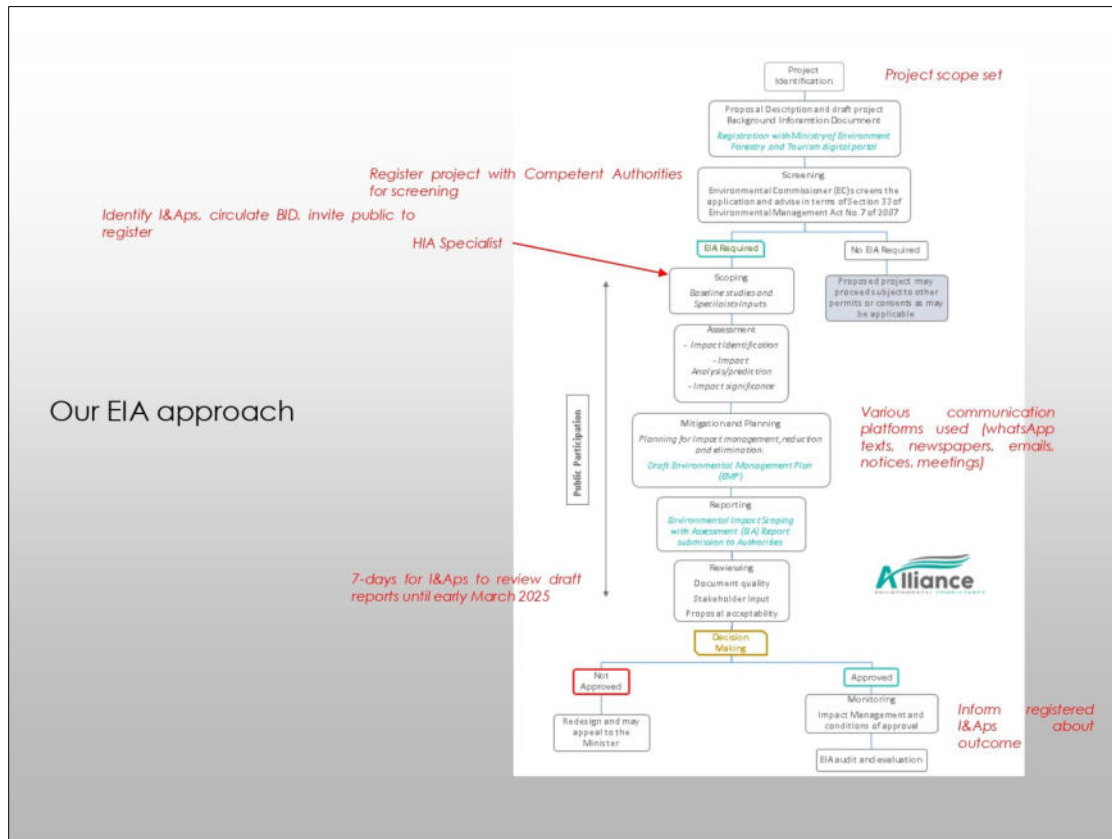 Project
Identification
Project scope set
Proposal Description and draft project
Background Inforamtion Document
Registration with Ministryof Environment
Forestry and Tourism digital portal
Register project with Competent Authorities
for screening
Screening
Environmental Commissioner (EC) screens the
application and advise in terms of Section 33 of
Environmental Management Act No. 7 of 2007
Identify I&Aps, circulate BID, invite public to
register
HIA Specialist
EIA Required
No EIA Required
Scoping
Baseline studies and
Specilaists Inputs
Proposed project may
proceed subject to other
permits or consents as may
be applicable
Assessment
- Impact Identification
- Impact
Analysis/prediction
- Impact significance
Our EIA approach
Public Participation
Mitigation and Planning
Planning for impact management, reduction
and elimination.
Draft Environmental Management Plan
(EMP)
Various communication
platforms used (whatsApp
texts, newspapers, emails,
notices, meetings)
Reporting
Environmental Impact Scoping
with Assessment (EIA) Report
submission to Authorities
7-days for I&Aps to review draft
reports until early March 2025
Reviewing
Document quality
Stakeholder Input
Proposal acceptability
Alliance
ENVIRONMENTAL CONSULTANTS
Decision
Making
Not
Approved
Approved
Redesign and may
appeal to the
Minister
Monitoring
Impact Management and
conditions of approval
Inform registered
I&Aps about
outcome
EIA audit and evaluation